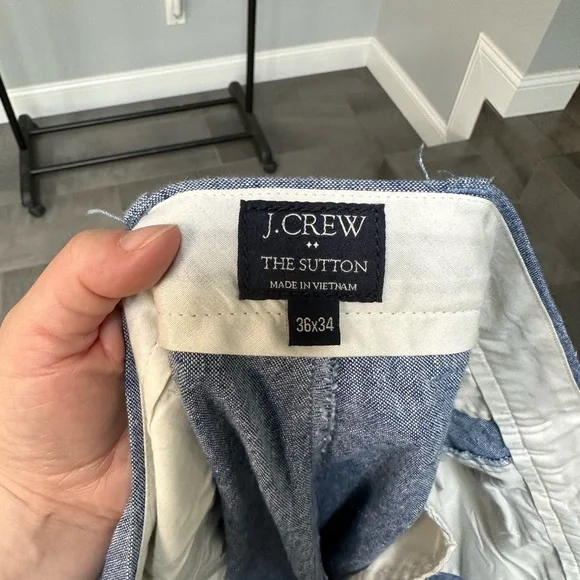 J.CREW
THE SUTTON
MADE IN VIETNAM
36x34